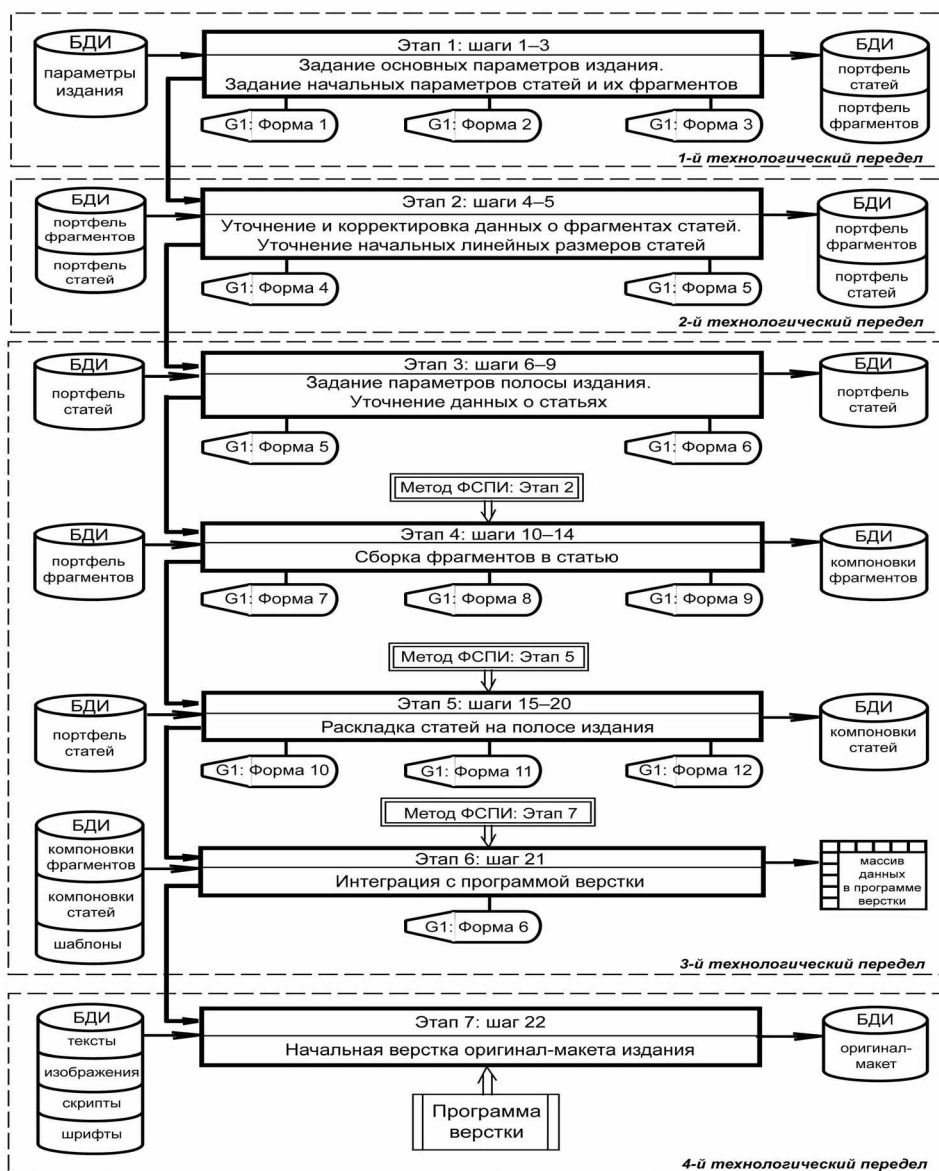 БДИ
параметры
издания
Этап 1: шаги 1–3
Задание основных параметров издания.
Задание начальных параметров статей и их фрагментов
БДИ
портфель
статей
портфель
фрагментов
G1: Форма 1
G1: Форма 2
G1: Форма 3
1-й технологический передел
БДИ
портфель
фрагментов
портфель
статей
Этап 2: шаги 4–5
Уточнение и корректировка данных о фрагментах статей.
Уточнение начальных линейных размеров статей
БДИ
портфель
фрагментов
портфель
статей
G1: Форма 4
G1: Форма 5
2-й технологический передел
БДИ
портфель
статей
Этап 3: шаги 6–9
Задание параметров полосы издания.
Уточнение данных о статьях
БДИ
портфель
статей
G1: Форма 5
G1: Форма 6
Метод ФСПИ: Этап 2
БДИ
портфель
фрагментов
Этап 4: шаги 10–14
Сборка фрагментов в статью
БДИ
компоновки
фрагментов
G1: Форма 7
G1: Форма 8
G1: Форма 9
Метод ФСПИ: Этап 5
БДИ
портфель
статей
Этап 5: шаги 15–20
Раскладка статей на полосе издания
БДИ
компоновки
статей
G1: Форма 10
G1: Форма 11
G1: Форма 12
Метод ФСПИ: Этап 7
БДИ
компоновки
фрагментов
компоновки
статей
шаблоны
Этап 6: шаг 21
Интеграция с программой верстки
массив
данных
в программе
верстки
G1: Форма 6
3-й технологический передел
БДИ
тексты
изображения
скрипты
шрифты
Этап 7: шаг 22
Начальная верстка оригинал-макета издания
БДИ
оригинал-
макет
Программа
верстки
4-й технологический передел